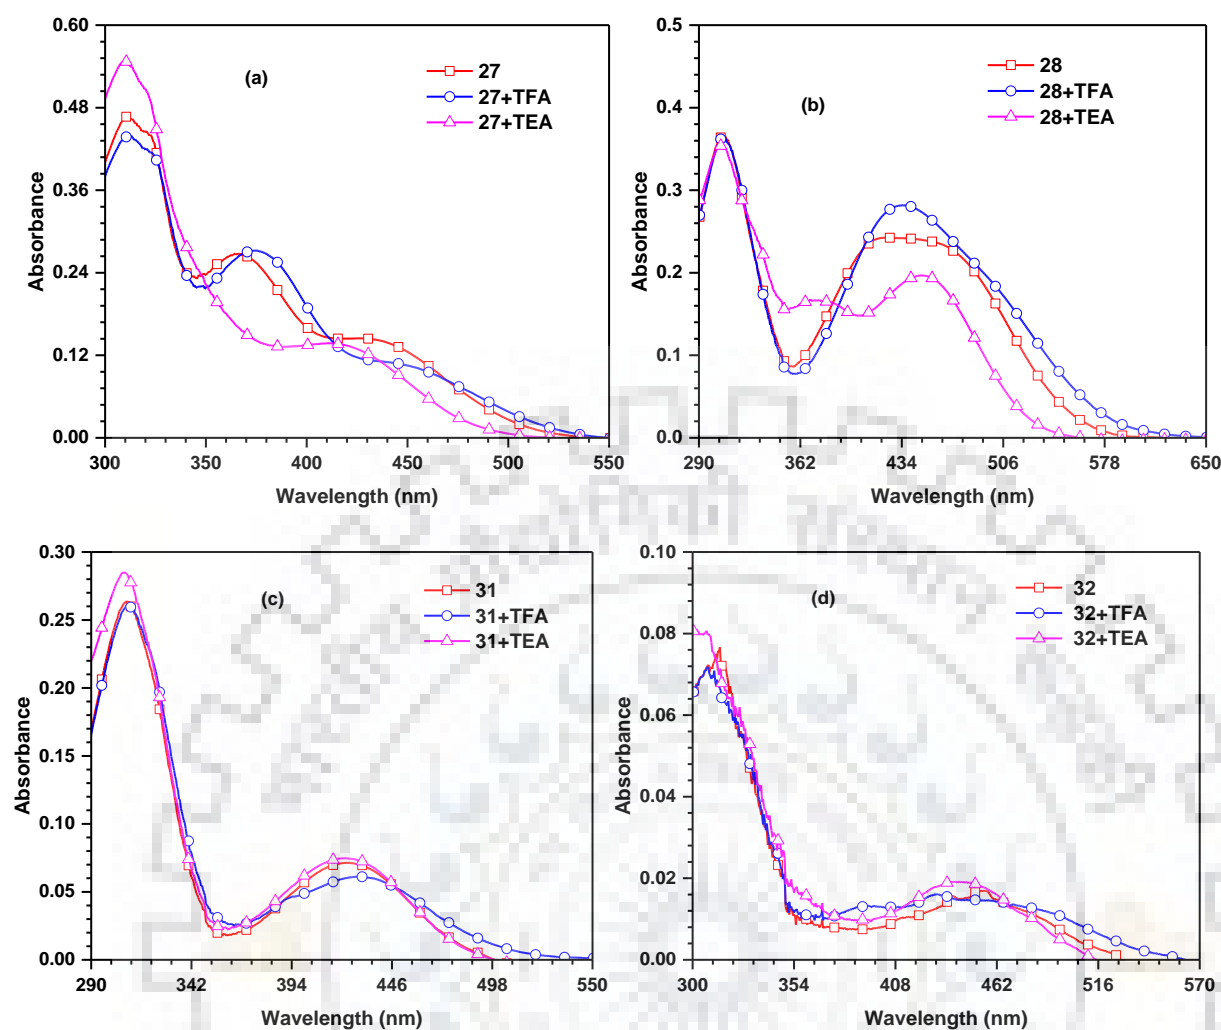 0.60
0.48
0.36
0.24
0.12
0.00
Absorbance
(a)
27
27+TFA
27+TEA
300 350 400 450 500 550
Wavelength (nm)
0.5
0.4
0.3
0.2
0.1
0.0
Absorbance
(b)
28
28+TFA
28+TEA
290 362 434 506 578 650
Wavelength (nm)
0.30
0.25
0.20
0.15
0.10
0.05
0.00
Absorbance
(c)
31
31+TFA
31+TEA
290 342 394 446 498 550
Wavelength (nm)
0.10
0.08
0.06
0.04
0.02
0.00
Absorbance
(d)
32
32+TFA
32+TEA
300 354 408 462 516 570
Wavelength (nm)